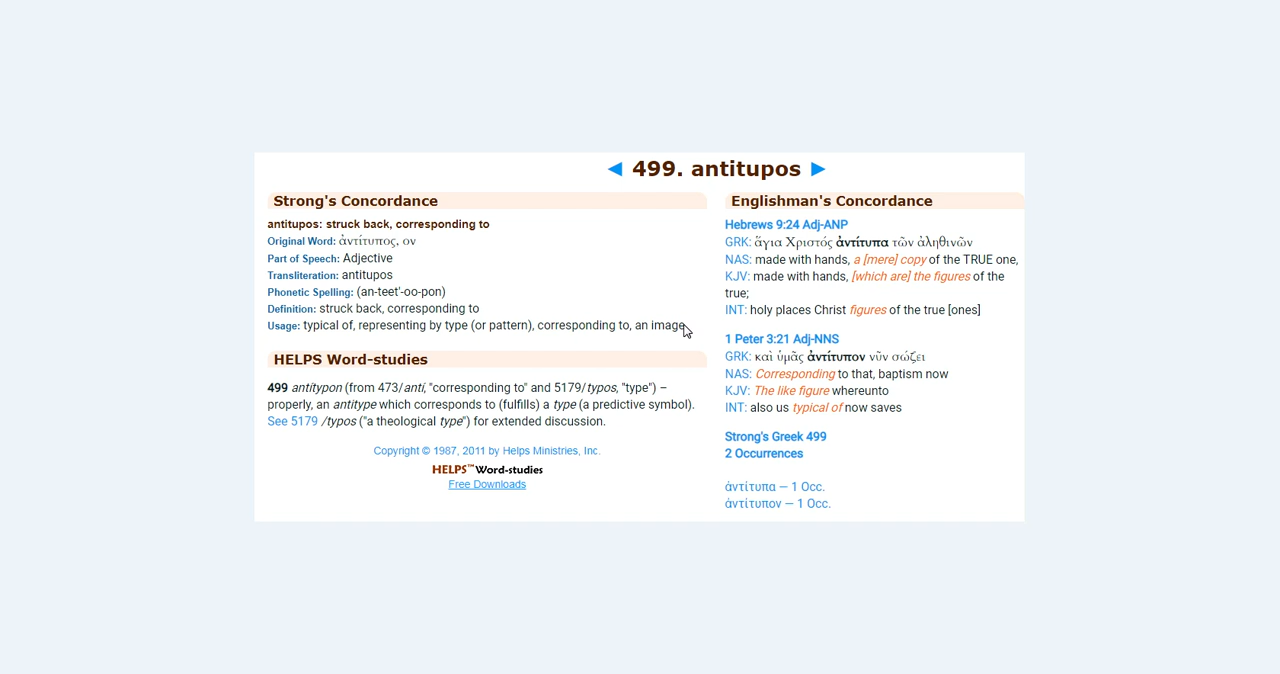 ◄ 499. antitupos ►
Strong's Concordance
antitupos: struck back, corresponding to
Original Word: ἀντίτυπος, ον
Part of Speech: Adjective
Transliteration: antitupos
Phonetic Spelling: (an-teet'-oo-pon)
Definition: struck back, corresponding to
Usage: typical of, representing by type (or pattern), corresponding to, an image.
HELPS Word-studies
499 antitypon (from 473/anti, "corresponding to" and 5179/typos, "type") –
properly, an antitype which corresponds to (fulfills) a type (a predictive symbol).
See 5179 /typos ("a theological type") for extended discussion.
Copyright © 1987, 2011 by Helps Ministries, Inc.
HELPS™Word-studies
Free Downloads
Englishman's Concordance
Hebrews 9:24 Adj-ANP
GRK: ἅγια Χριστός ἀντίτυπα τῶν ἀληθινῶν
NAS: made with hands, a [mere] copy of the TRUE one,
KJV: made with hands, [which are] the figures of the
true;
INT: holy places Christ figures of the true [ones]
1 Peter 3:21 Adj-NNS
GRK: καὶ ὑμᾶς ἀντίτυπον νῦν σώζει
NAS: Corresponding to that, baptism now
KJV: The like figure whereunto
INT: also us typical of now saves
Strong's Greek 499
2 Occurrences
ἀντίτυπα — 1 Occ.
ἀντίτυπον — 1 Occ.